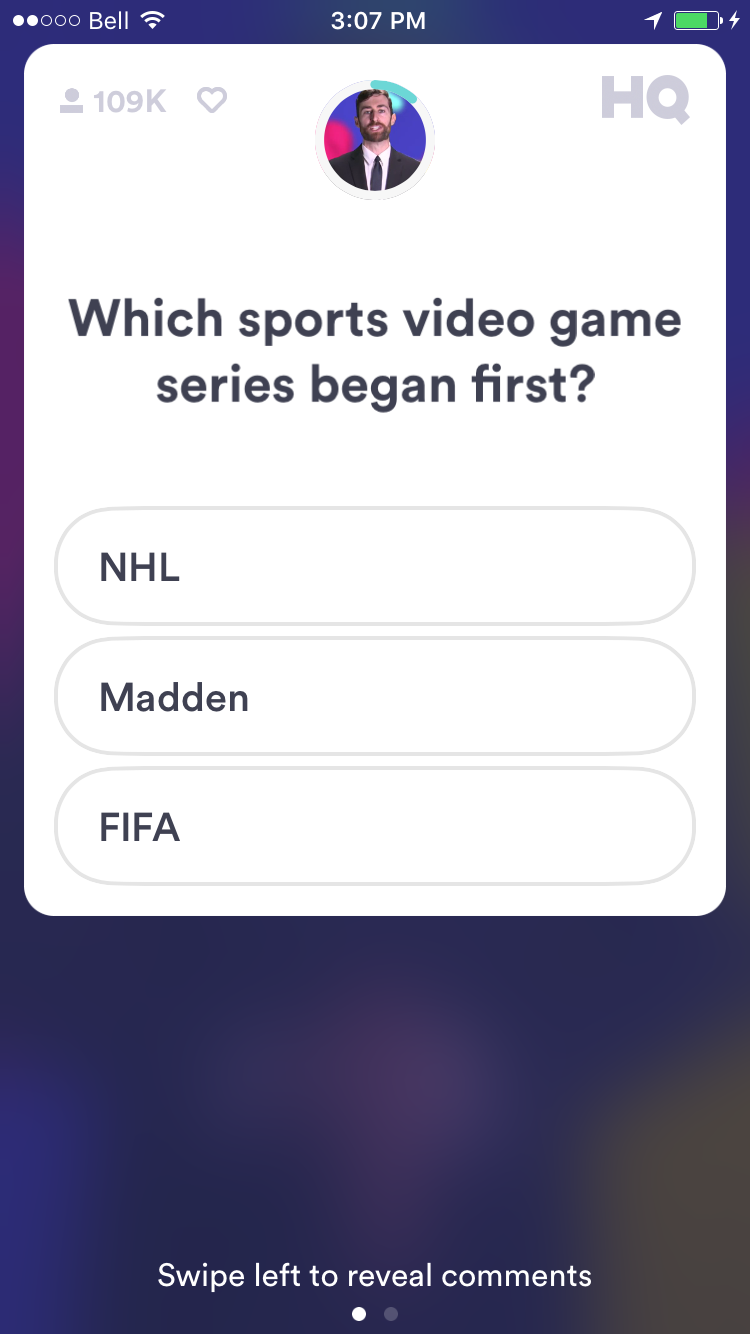 Bell 3:07 PM
109K HQ
Which sports video game
series began first?
NHL
Madden
FIFA
Swipe left to reveal comments